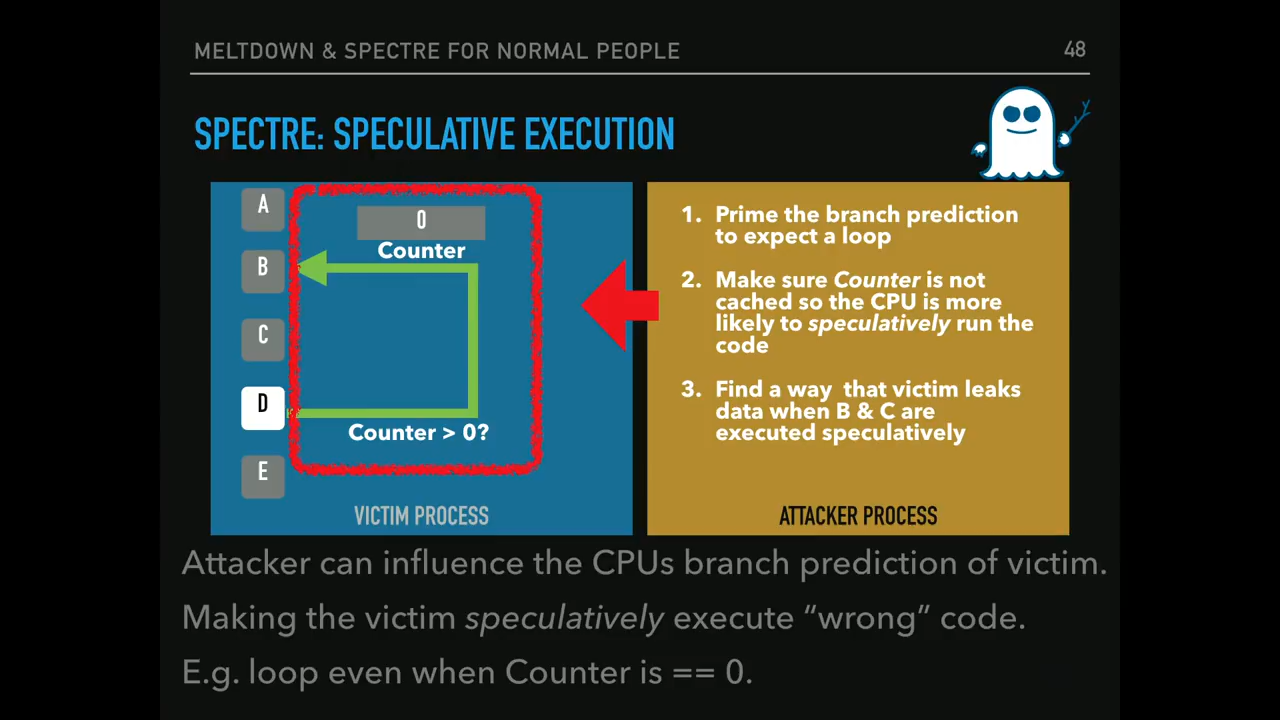 MELTDOWN & SPECTRE FOR NORMAL PEOPLE
48
SPECTRE: SPECULATIVE EXECUTION
A
0
Counter
B
C
D
Counter > 0?
E
VICTIM PROCESS
1. Prime the branch prediction
to expect a loop
2. Make sure Counter is not
cached so the CPU is more
likely to speculatively run the
code
3. Find a way that victim leaks
data when B & C are
executed speculatively
ATTACKER PROCESS
Attacker can influence the CPUs branch prediction of victim.
Making the victim speculatively execute “wrong” code.
E.g. loop even when Counter is == 0.